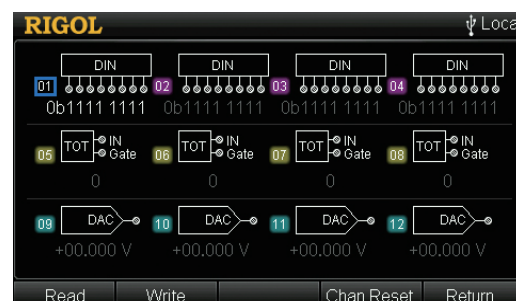 RIGOL Loca
DIN DIN DIN DIN
01 02 03 04
0b1111 1111 0b1111 1111 0b1111 1111 0b1111 1111
IN IN IN IN
05 TOT Gate 06 TOT Gate 07 TOT Gate 08 TOT Gate
0 0 0 0
09 DAC 10 DAC 11 DAC 12 DAC
+00.000 V +00.000 V +00.000 V +00.000 V
Read Write Chan Reset Return